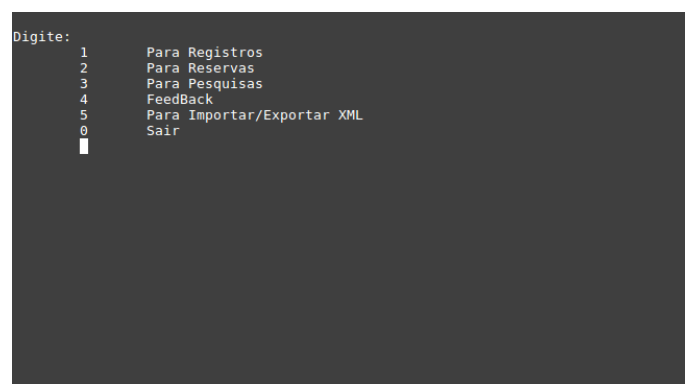 Digite:
1 Para Registros
2 Para Reservas
3 Para Pesquisas
4 FeedBack
5 Para Importar/Exportar XML
0 Sair